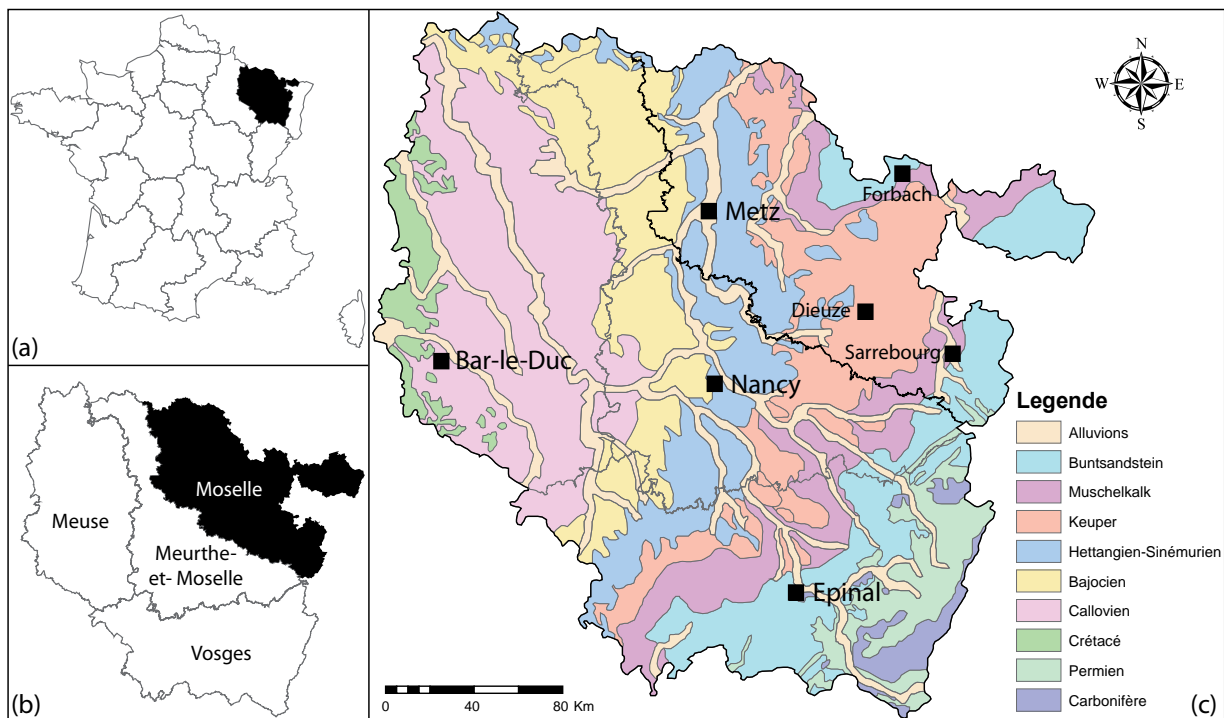 (a)
(b)
Meuse
Moselle
Meurthe-
et- Moselle
Vosges
N
W
E
S
Forbach
Metz
Dieuze
Sarrebourg
Bar-le-Duc
Nancy
Epinal
Legende
Alluvions
Buntsandstein
Muschelkalk
Keuper
Hettangien-Sinémurien
Bajocien
Callovien
Crétacé
Permien
Carbonifère
0 40 80 Km
(c)